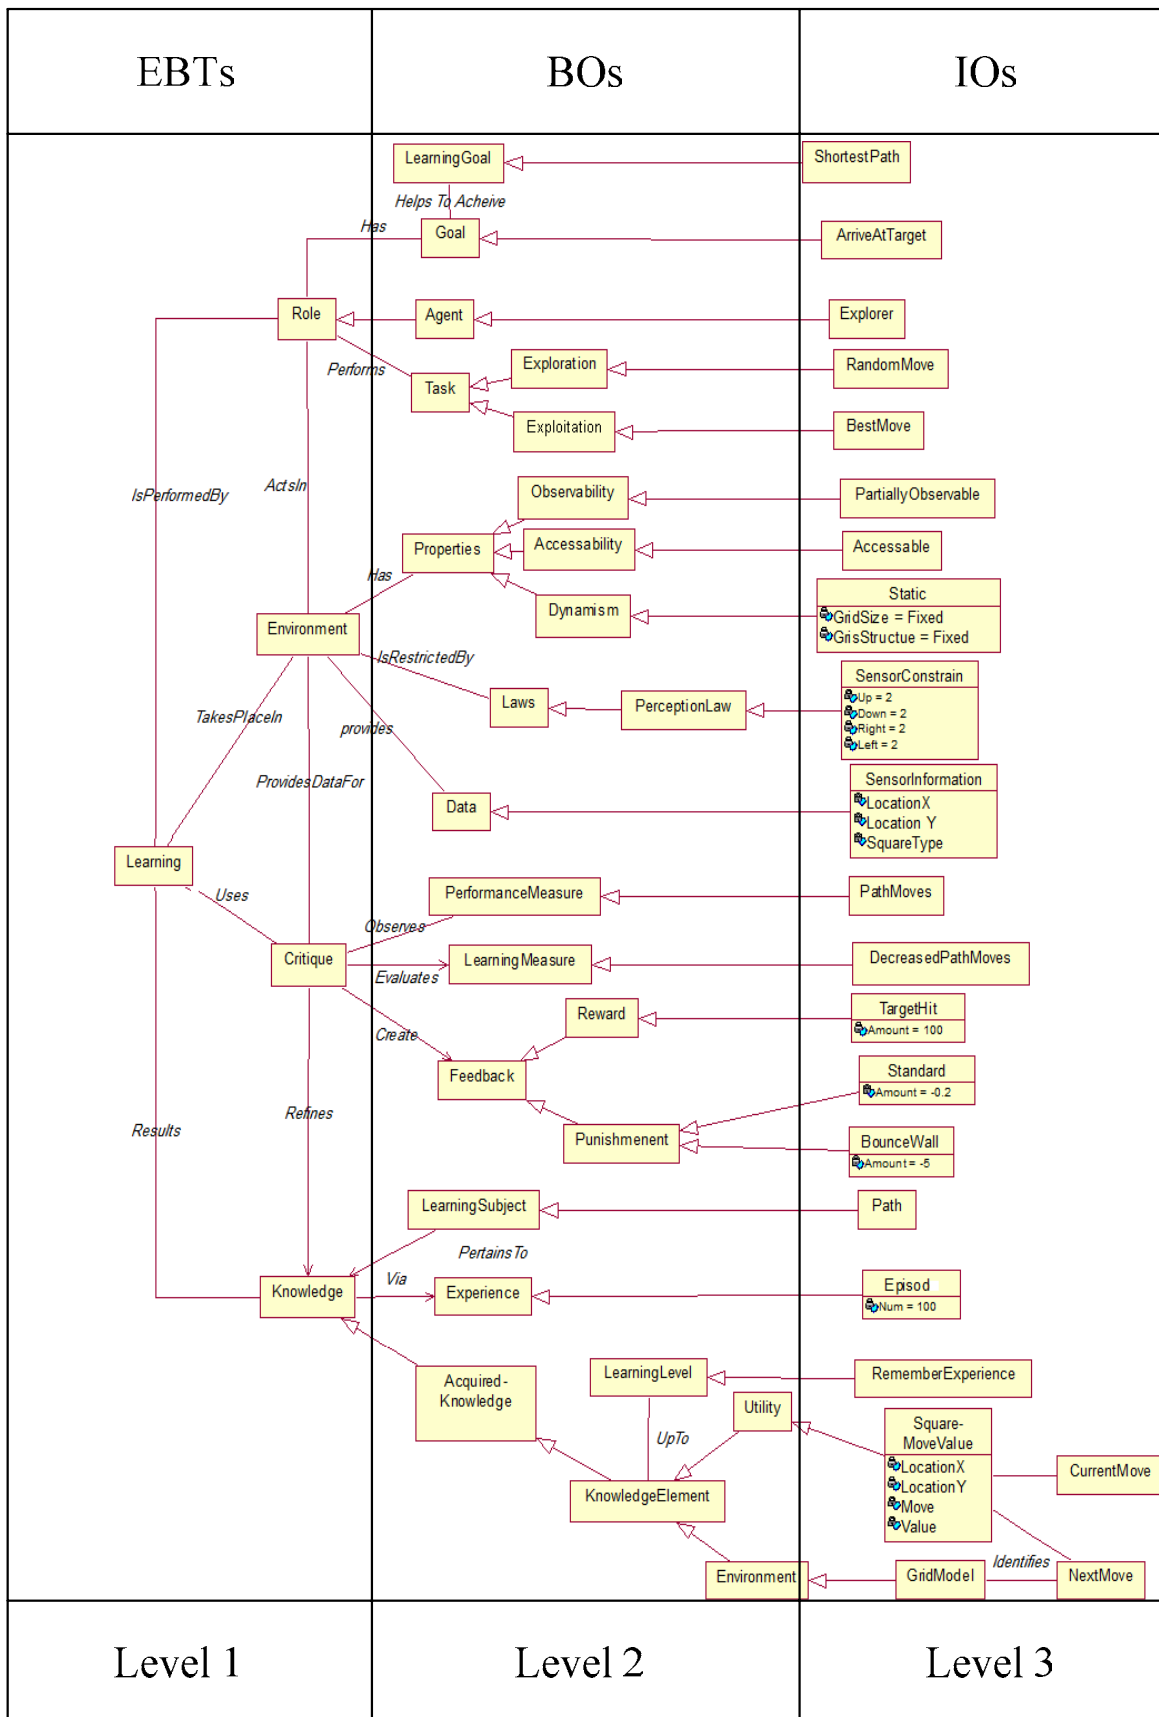 EBTs
BOs
IOs
LearningGoal
ShortestPath
Helps To Acheive
Has
Goal
ArriveAtTarget
Role
Agent
Explorer
Performs
Task
Exploration
RandomMove
Exploitation
BestMove
IsPerformedBy
ActsIn
Observability
PartiallyObservable
Properties
Accessability
Accessable
Has
Dynamism
Static
GridSize = Fixed
GrisStructue = Fixed
Environment
IsRestrictedBy
Laws
PerceptionLaw
SensorConstrain
Up = 2
Down = 2
Right = 2
Left = 2
TakesPlaceIn
provides
ProvidesDataFor
Data
SensorInformation
LocationX
Location Y
SquareType
Learning
Uses
PerformanceMeasure
PathMoves
Observes
Critique
LearningMeasure
DecreasedPathMoves
Evaluates
Create
Reward
TargetHit
Amount = 100
Feedback
Standard
Amount = -0.2
Refines
Results
Punishmenent
BounceWall
Amount = -5
LearningSubject
Path
PertainsTo
Knowledge
Via
Experience
Episod
Num = 100
Acquired-
Knowledge
LearningLevel
RememberExperience
Utility
UpTo
Square-
MoveValue
LocationX
LocationY
Move
Value
CurrentMove
KnowledgeElement
Environment
GridModel
Identifies
NextMove
Level 1
Level 2
Level 3